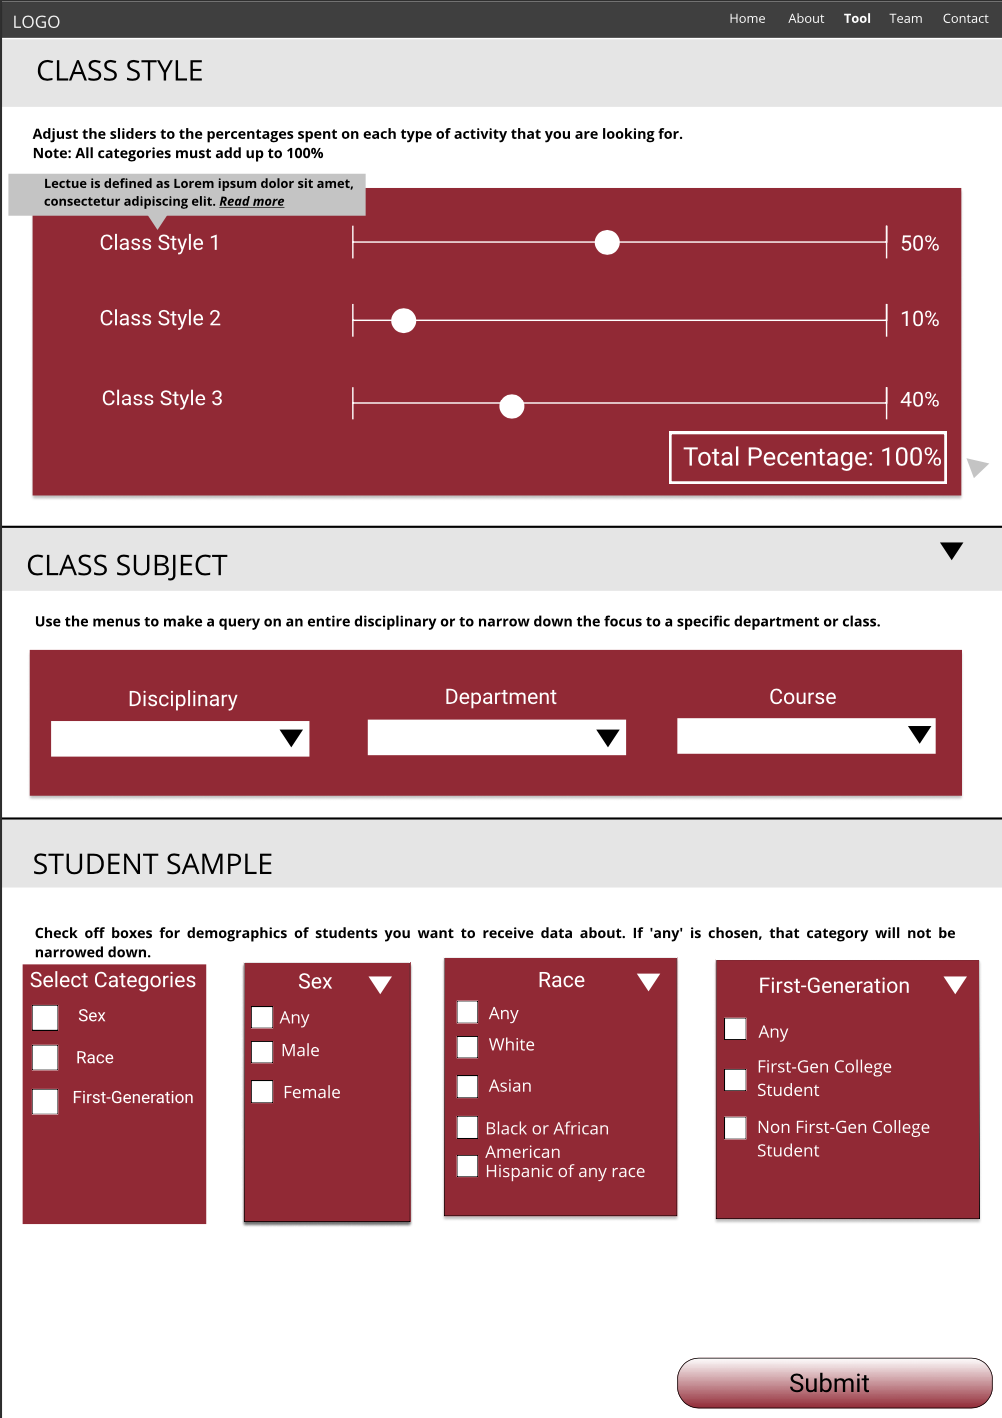 LOGO
Home About Tool Team Contact
CLASS STYLE
Adjust the sliders to the percentages spent on each type of activity that you are looking for.
Note: All categories must add up to 100%
Lectue is defined as Lorem ipsum dolor sit amet,
consectetur adipiscing elit. Read more
Class Style 1
50%
Class Style 2
10%
Class Style 3
40%
Total Pecentage: 100%
CLASS SUBJECT
Use the menus to make a query on an entire disciplinary or to narrow down the focus to a specific department or class.
Disciplinary
Department
Course
STUDENT SAMPLE
Check off boxes for demographics of students you want to receive data about. If 'any' is chosen, that category will not be
narrowed down.
Select Categories
Sex
Race
First-Generation
Sex
Any
Male
Female
Race
Any
White
Asian
Black or African
American
Hispanic of any race
First-Generation
Any
First-Gen College
Student
Non First-Gen College
Student
Submit